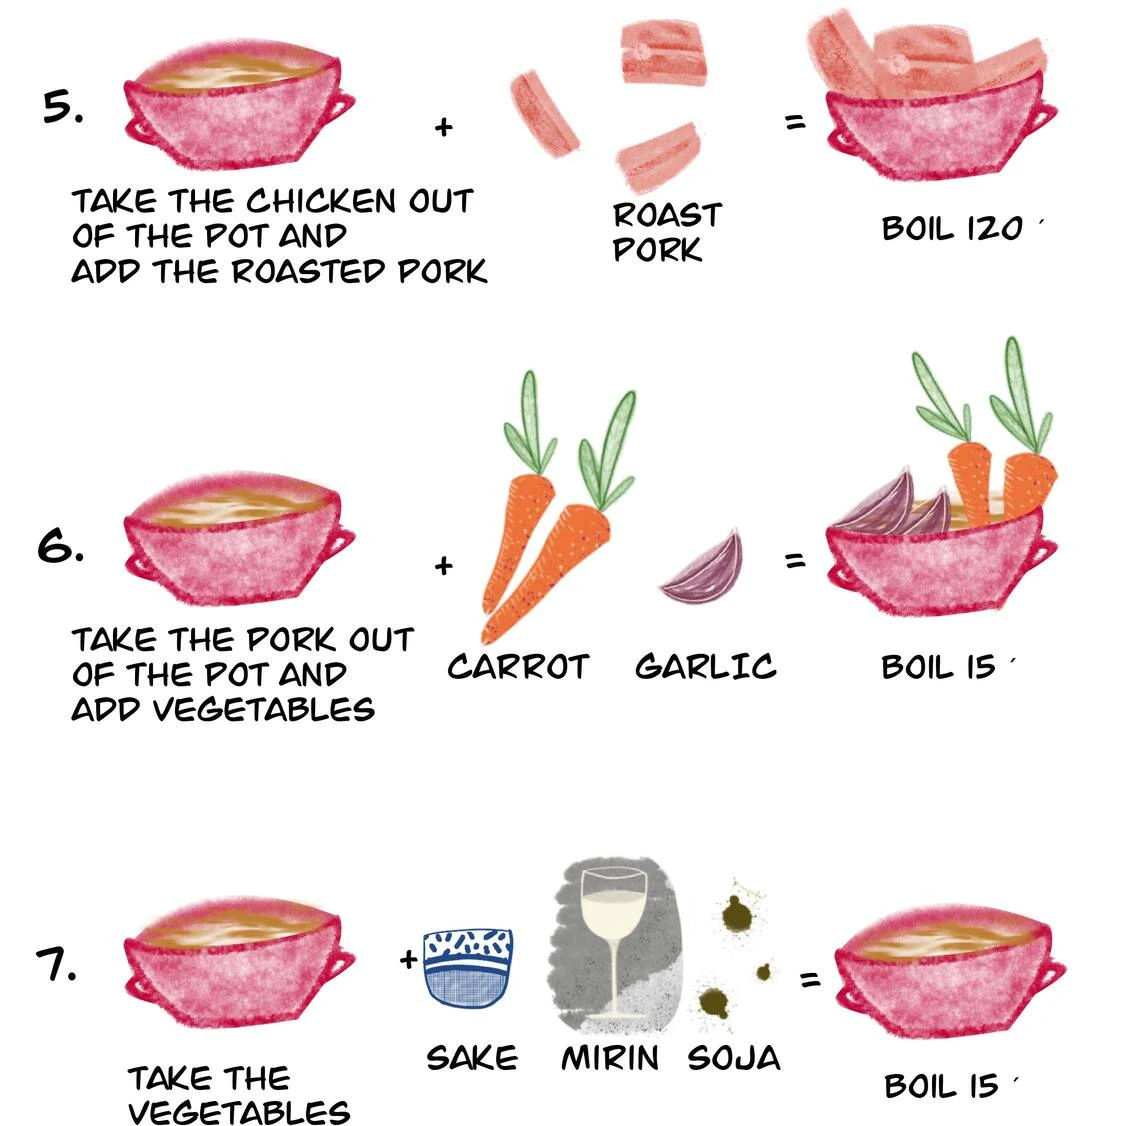 5.
+
=
TAKE THE CHICKEN OUT
OF THE POT AND
ADD THE ROASTED PORK
ROAST
PORK
BOIL 120 ´
6.
+
=
TAKE THE PORK OUT
OF THE POT AND
ADD VEGETABLES
CARROT
GARLIC
BOIL 15 ´
7.
+
=
TAKE THE
VEGETABLES
SAKE
MIRIN
SOJA
BOIL 15 ´